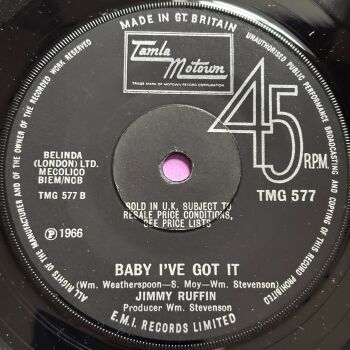 MADE IN GT. BRITAIN
ALL RIGHTS OF THE MANUFACTURER AND OF THE OWNER OF THE RECORDED WORK RESERVED
UNAUTHORISED PUBLIC PERFORMANCE BROADCASTING AND COPYING OF THIS RECORD PROHIBITED
Tamla
Motown
TRADE MARK OF MOTOWN RECORD CORPORATION
45
R.P.M.
BELINDA
(LONDON) LTD.
MECOLICO
BIEM/NCB
TMG 577 B
TMG 577
SOLD IN U.K. SUBJECT TO
RESALE PRICE CONDITIONS,
SEE PRICE LISTS
℗ 1966
BABY I'VE GOT IT
(Wm. Weatherspoon—S. Moy—Wm. Stevenson)
JIMMY RUFFIN
Producer Wm. Stevenson
E.M.I. RECORDS LIMITED